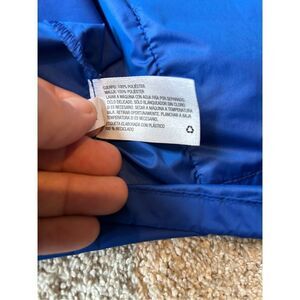 CUERPO: 100% POLIÉSTER
MALLA: 100% POLIÉSTER
LAVAR A MÁQUINA CON AGUA FRÍA POR SEPARADO,
CICLO DELICADO. SÓLO BLANQUEADOR SIN CLORO,
SI ES NECESARIO. SECAR A MÁQUINA A TEMPERATURA
BAJA. RETIRAR OPORTUNAMENTE. PLANCHAR A BAJA
TEMPERATURA SI ES NECESARIO.
ETIQUETA ELABORADA CON PLÁSTICO
100 % RECICLADO